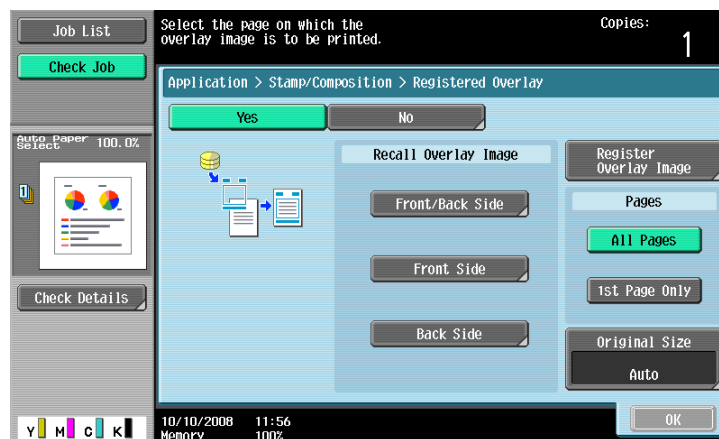 Job List
Check Job
Select the page on which the
overlay image is to be printed.
Copies:
1
Application > Stamp/Composition > Registered Overlay
Yes
No
Auto Paper
Select
100.0%
1
Recall Overlay Image
Front/Back Side
Front Side
Back Side
Register
Overlay Image
Pages
All Pages
1st Page Only
Original Size
Auto
Check Details
OK
Y M C K
10/10/2008 11:56
Memory 100%